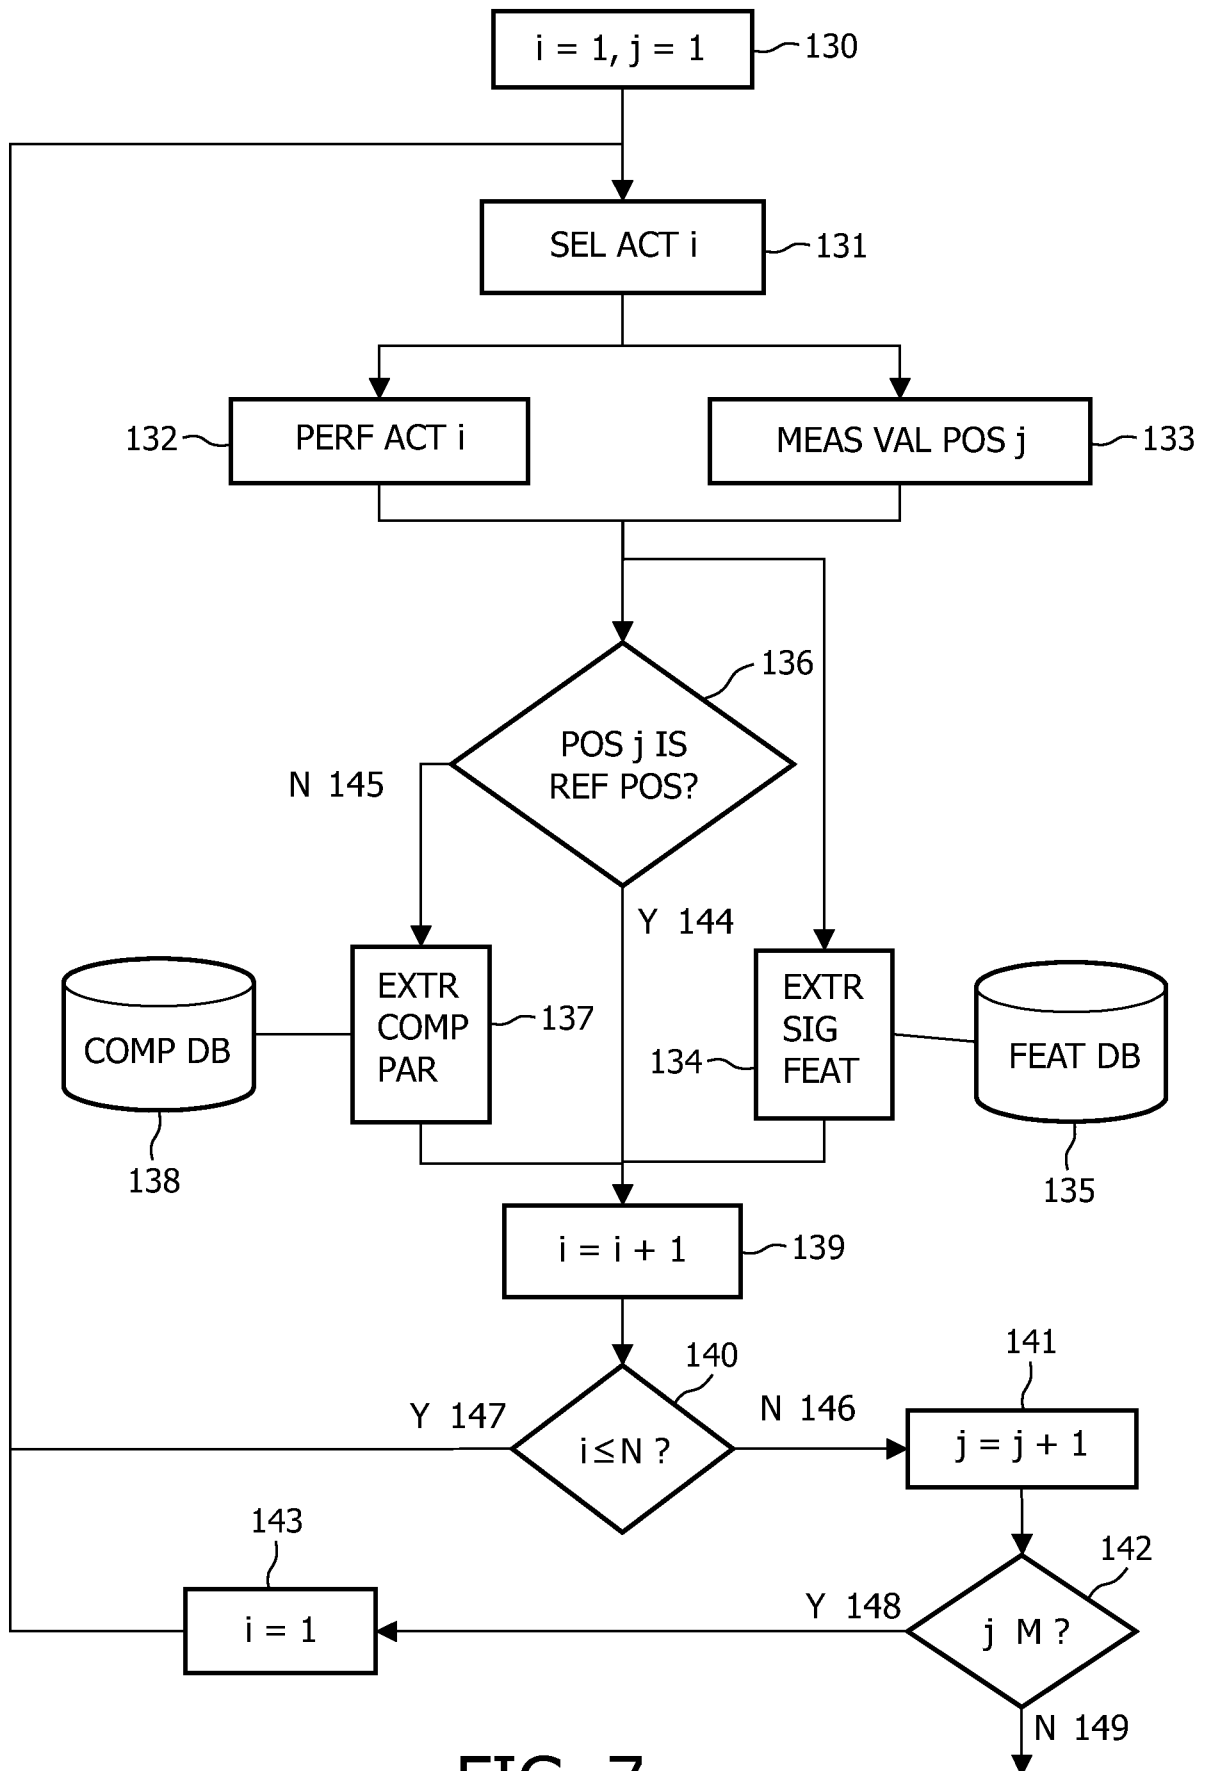 i = 1, j = 1
130
SEL ACT i
131
132
PERF ACT i
MEAS VAL POS j
133
136
POS j IS
REF POS?
N 145
Y 144
EXTR
COMP
PAR
137
COMP DB
138
EXTR
SIG
FEAT
134
FEAT DB
135
i = i + 1
139
140
i ≤ N ?
Y 147
N 146
141
j = j + 1
142
j M ?
Y 148
143
i = 1
N 149
FIG. 7